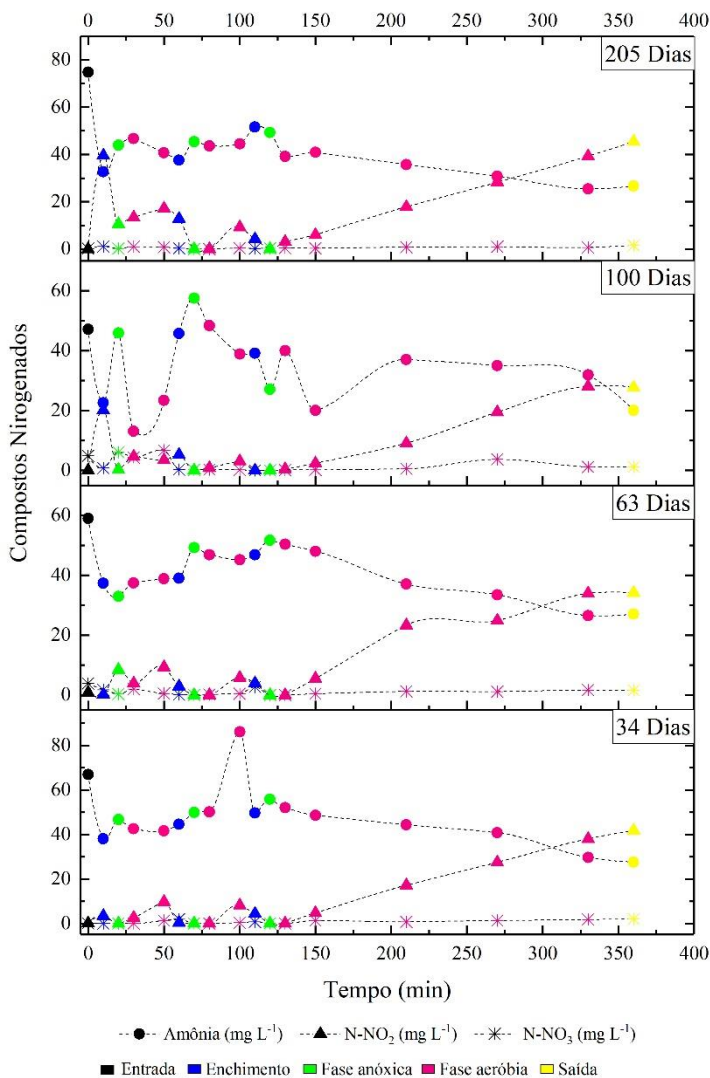 0 50 100 150 200 250 300 350 400
205 Dias
80
60
40
20
0
100 Dias
60
40
20
0
63 Dias
60
40
20
0
34 Dias
80
60
40
20
0
Compostos Nirogenados
0 50 100 150 200 250 300 350 400
Tempo (min)
Amônia (mg L⁻¹) N-NO₂ (mg L⁻¹) N-NO₃ (mg L⁻¹)
Entrada Enchimento Fase anóxica Fase aeróbia Saída